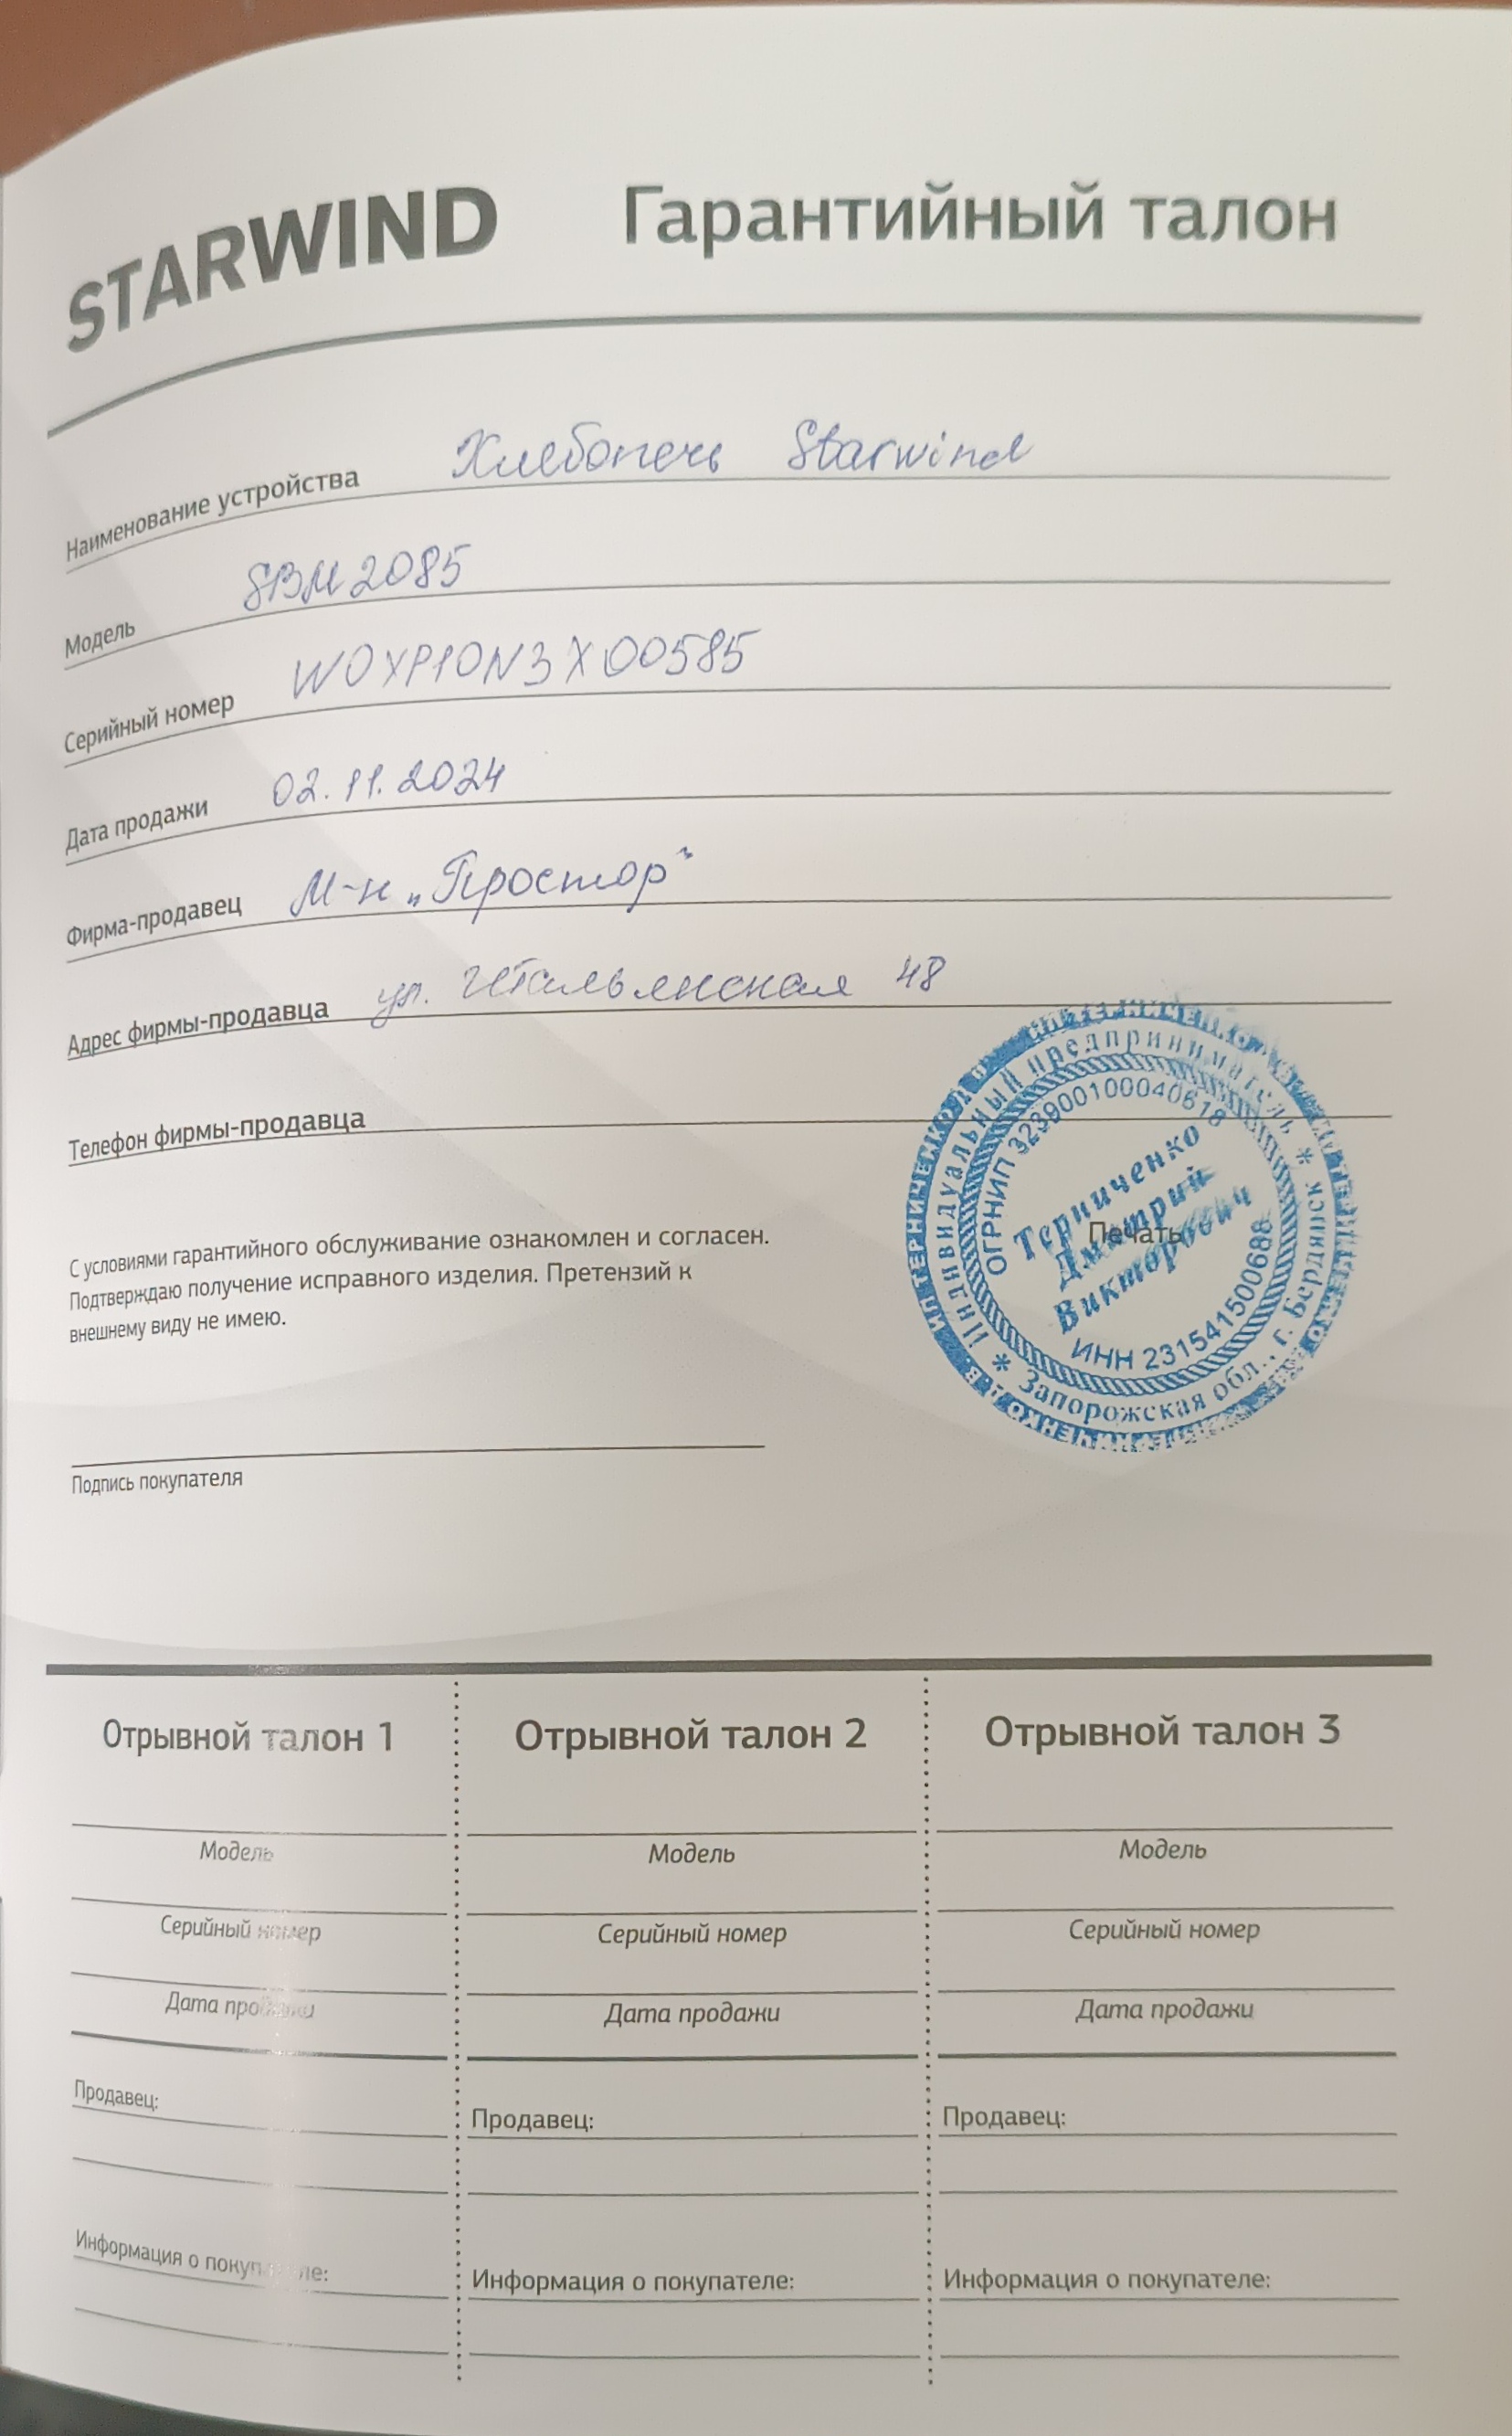 STARWIND Гарантийный талон
Наименование устройства Хлебопечь Starwind
Модель SBM2085
Серийный номер W0XP10N3X00585
Дата продажи 02.11.2024
Фирма-продавец М-н „Простор"
Адрес фирмы-продавца ул. Итальянская 48
Телефон фирмы-продавца
Индивидуальный предприниматель * Запорожская обл., г. Бердянск *
ОГРНИП 323900100040618
Терниченко
Дмитрий
Викторович
ИНН 231541500688
Печать
С условиями гарантийного обслуживание ознакомлен и согласен.
Подтверждаю получение исправного изделия. Претензий к
внешнему виду не имею.
Подпись покупателя
Отрывной талон 1 Отрывной талон 2 Отрывной талон 3
Модель Модель Модель
Серийный номер Серийный номер Серийный номер
Дата продажи Дата продажи Дата продажи
Продавец: Продавец: Продавец:
Информация о покупателе: Информация о покупателе: Информация о покупателе: